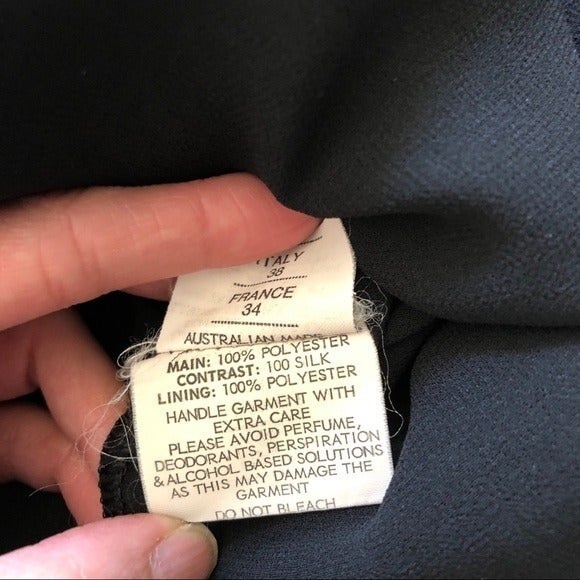 ITALY
38
FRANCE
34
AUSTRALIAN MADE
MAIN: 100% POLYESTER
CONTRAST: 100 SILK
LINING: 100% POLYESTER
HANDLE GARMENT WITH
EXTRA CARE
PLEASE AVOID PERFUME,
DEODORANTS, PERSPIRATION
& ALCOHOL BASED SOLUTIONS
AS THIS MAY DAMAGE THE
GARMENT
DO NOT BLEACH